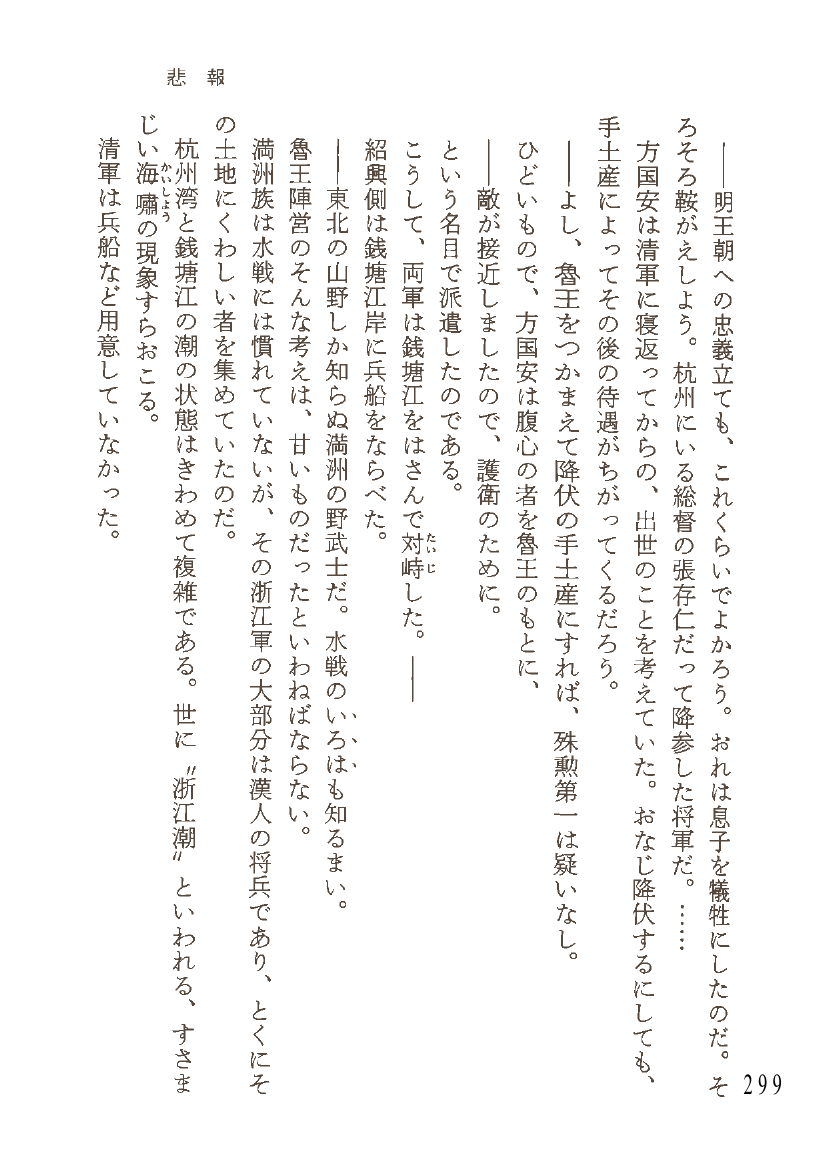 悲報
――明王朝への忠義立ても、これくらいでよかろう。おれは息子を犠牲にしたのだ。そ
ろそろ鞍がえしよう。杭州にいる総督の張存仁だって降参した将軍だ。……
方国安は清軍に寝返ってからの、出世のことを考えていた。おなじ降伏するにしても、
手土産によってその後の待遇がちがってくるだろう。
――よし、魯王をつかまえて降伏の手土産にすれば、殊勲第一は疑いなし。
ひどいもので、方国安は腹心の者を魯王のもとに、
――敵が接近しましたので、護衛のために。
という名目で派遣したのである。
こうして、両軍は銭塘江をはさんで対峙した。――
たいじ
紹興側は銭塘江岸に兵船をならべた。
――東北の山野しか知らぬ満洲の野武士だ。水戦のいろはも知るまい。
魯王陣営のそんな考えは、甘いものだったといわねばならない。
満洲族は水戦には慣れていないが、その浙江軍の大部分は漢人の将兵であり、とくにそ
の土地にくわしい者を集めていたのだ。
杭州湾と銭塘江の潮の状態はきわめて複雑である。世に〝浙江潮〟といわれる、すさま
じい海嘯の現象すらおこる。
かいしょう
清軍は兵船など用意していなかった。
299